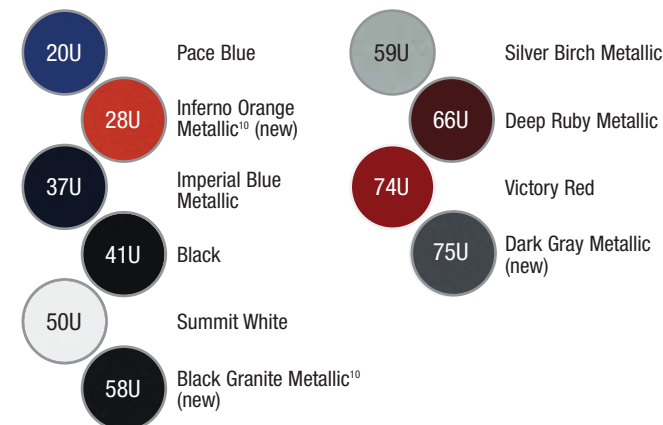 20U
Pace Blue
28U
Inferno Orange
Metallic¹⁰ (new)
37U
Imperial Blue
Metallic
41U
Black
50U
Summit White
58U
Black Granite Metallic¹⁰
(new)
59U
Silver Birch Metallic
66U
Deep Ruby Metallic
74U
Victory Red
75U
Dark Gray Metallic
(new)